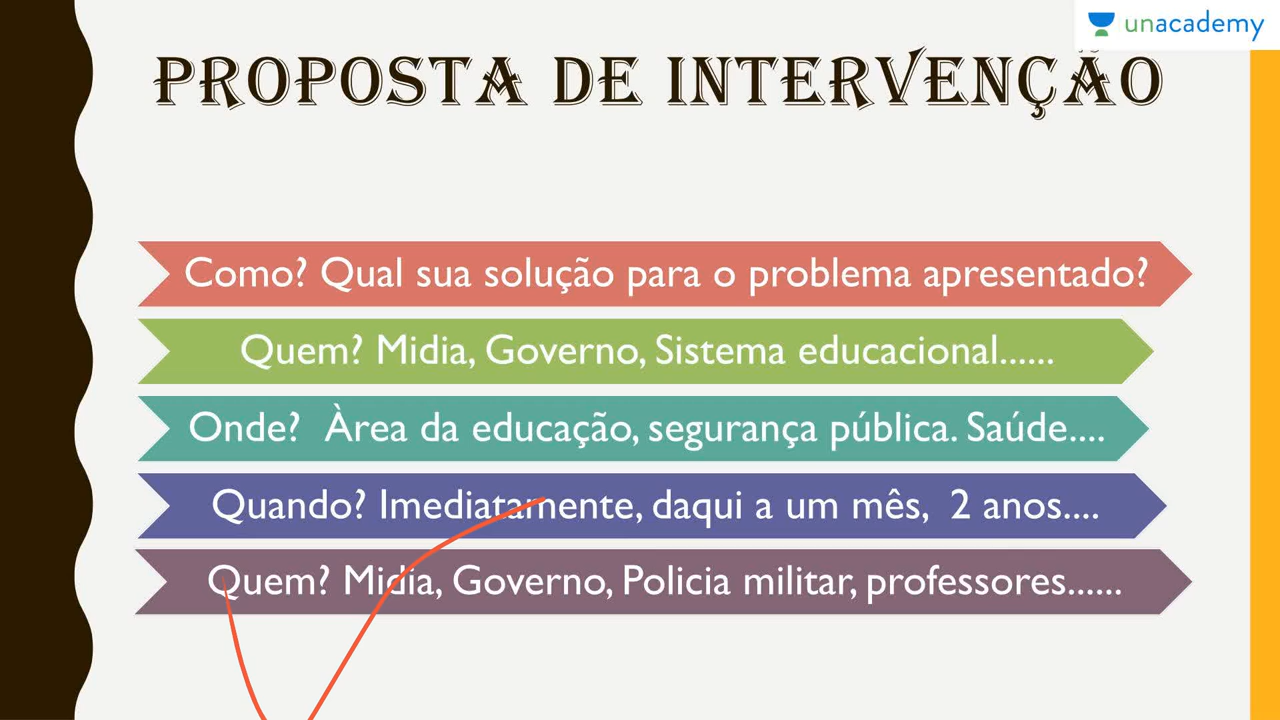 unacademy
PROPOSTA DE INTERVENÇÃO
Como? Qual sua solução para o problema apresentado?
Quem? Midia, Governo, Sistema educacional......
Onde? Àrea da educação, segurança pública. Saúde....
Quando? Imediatamente, daqui a um mês, 2 anos....
Quem? Midia, Governo, Policia militar, professores......